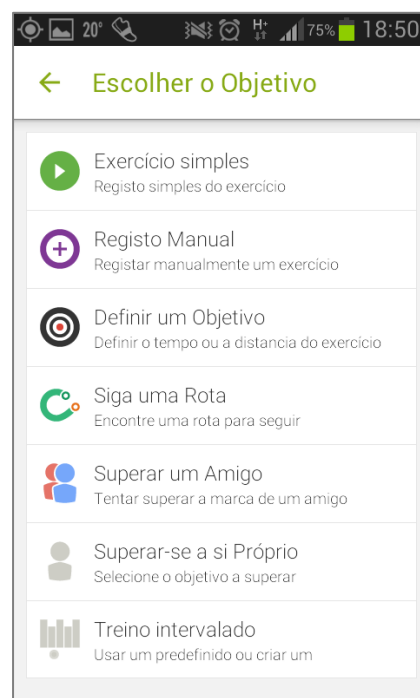 20° H+ 75% 18:50
Escolher o Objetivo
Exercício simples
Registo simples do exercício
Registo Manual
Registar manualmente um exercício
Definir um Objetivo
Definir o tempo ou a distancia do exercício
Siga uma Rota
Encontre uma rota para seguir
Superar um Amigo
Tentar superar a marca de um amigo
Superar-se a si Próprio
Selecione o objetivo a superar
Treino intervalado
Usar um predefinido ou criar um